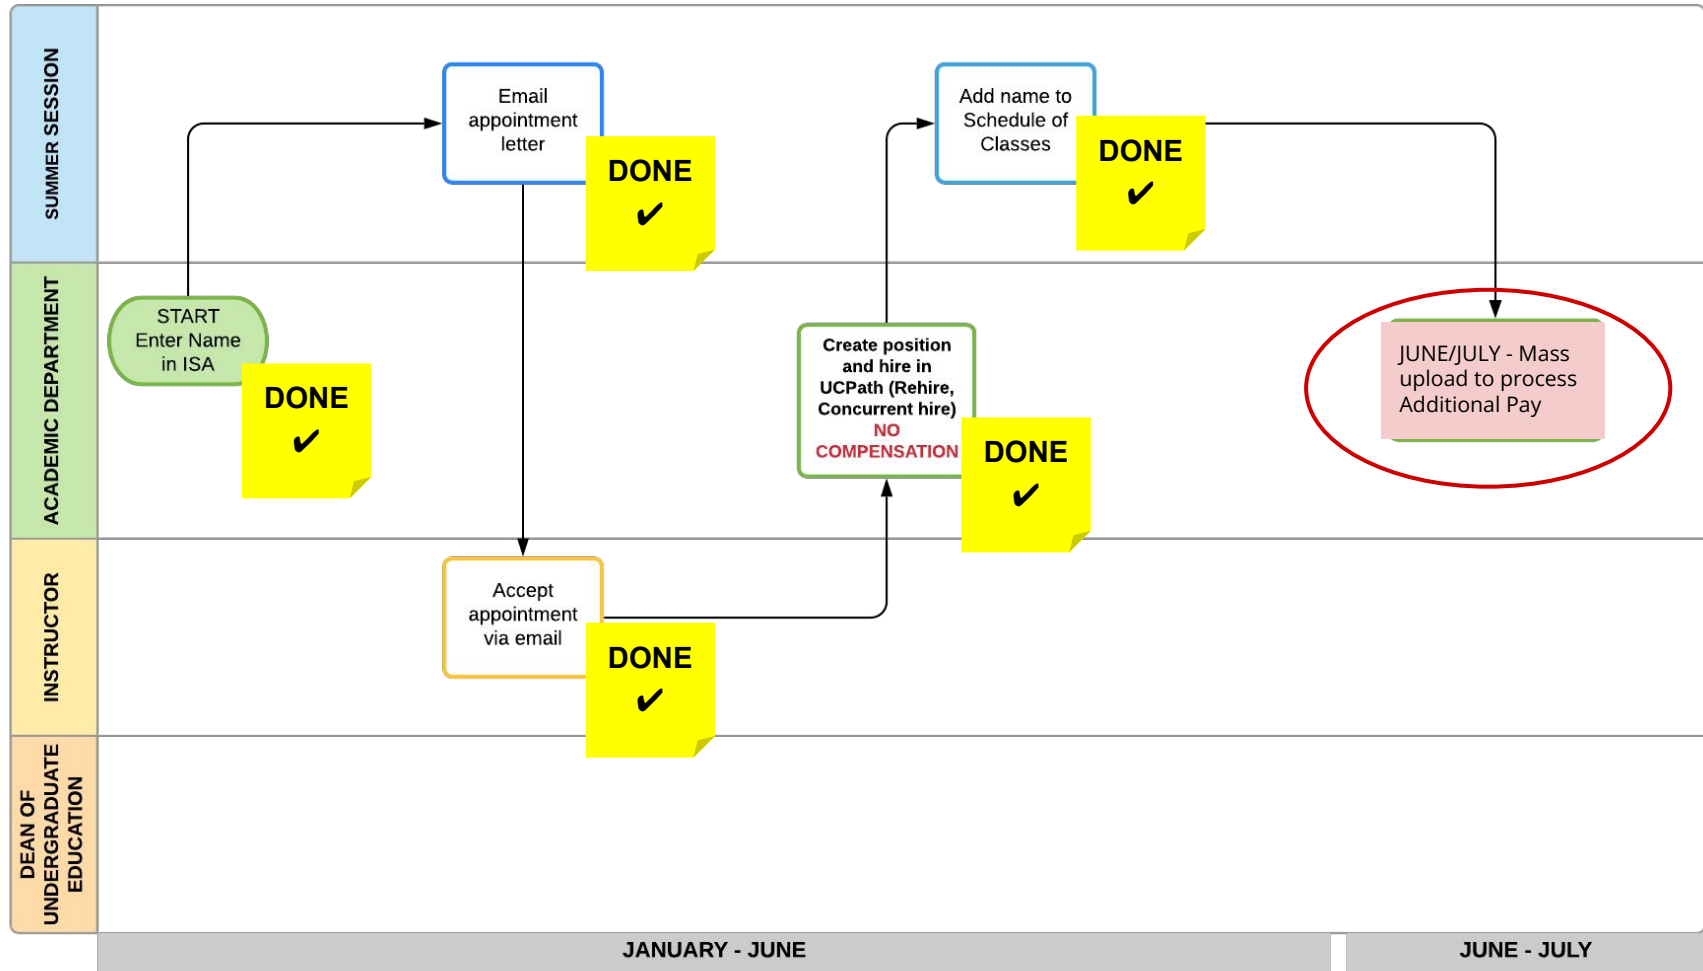 SUMMER SESSION
Email
appointment
letter
DONE
✔
Add name to
Schedule of
Classes
DONE
✔
ACADEMIC DEPARTMENT
START
Enter Name
in ISA
DONE
✔
Create position
and hire in
UCPath (Rehire,
Concurrent hire)
NO
COMPENSATION
DONE
✔
JUNE/JULY - Mass
upload to process
Additional Pay
INSTRUCTOR
Accept
appointment
via email
DONE
✔
DEAN OF
UNDERGRADUATE
EDUCATION
JANUARY - JUNE
JUNE - JULY